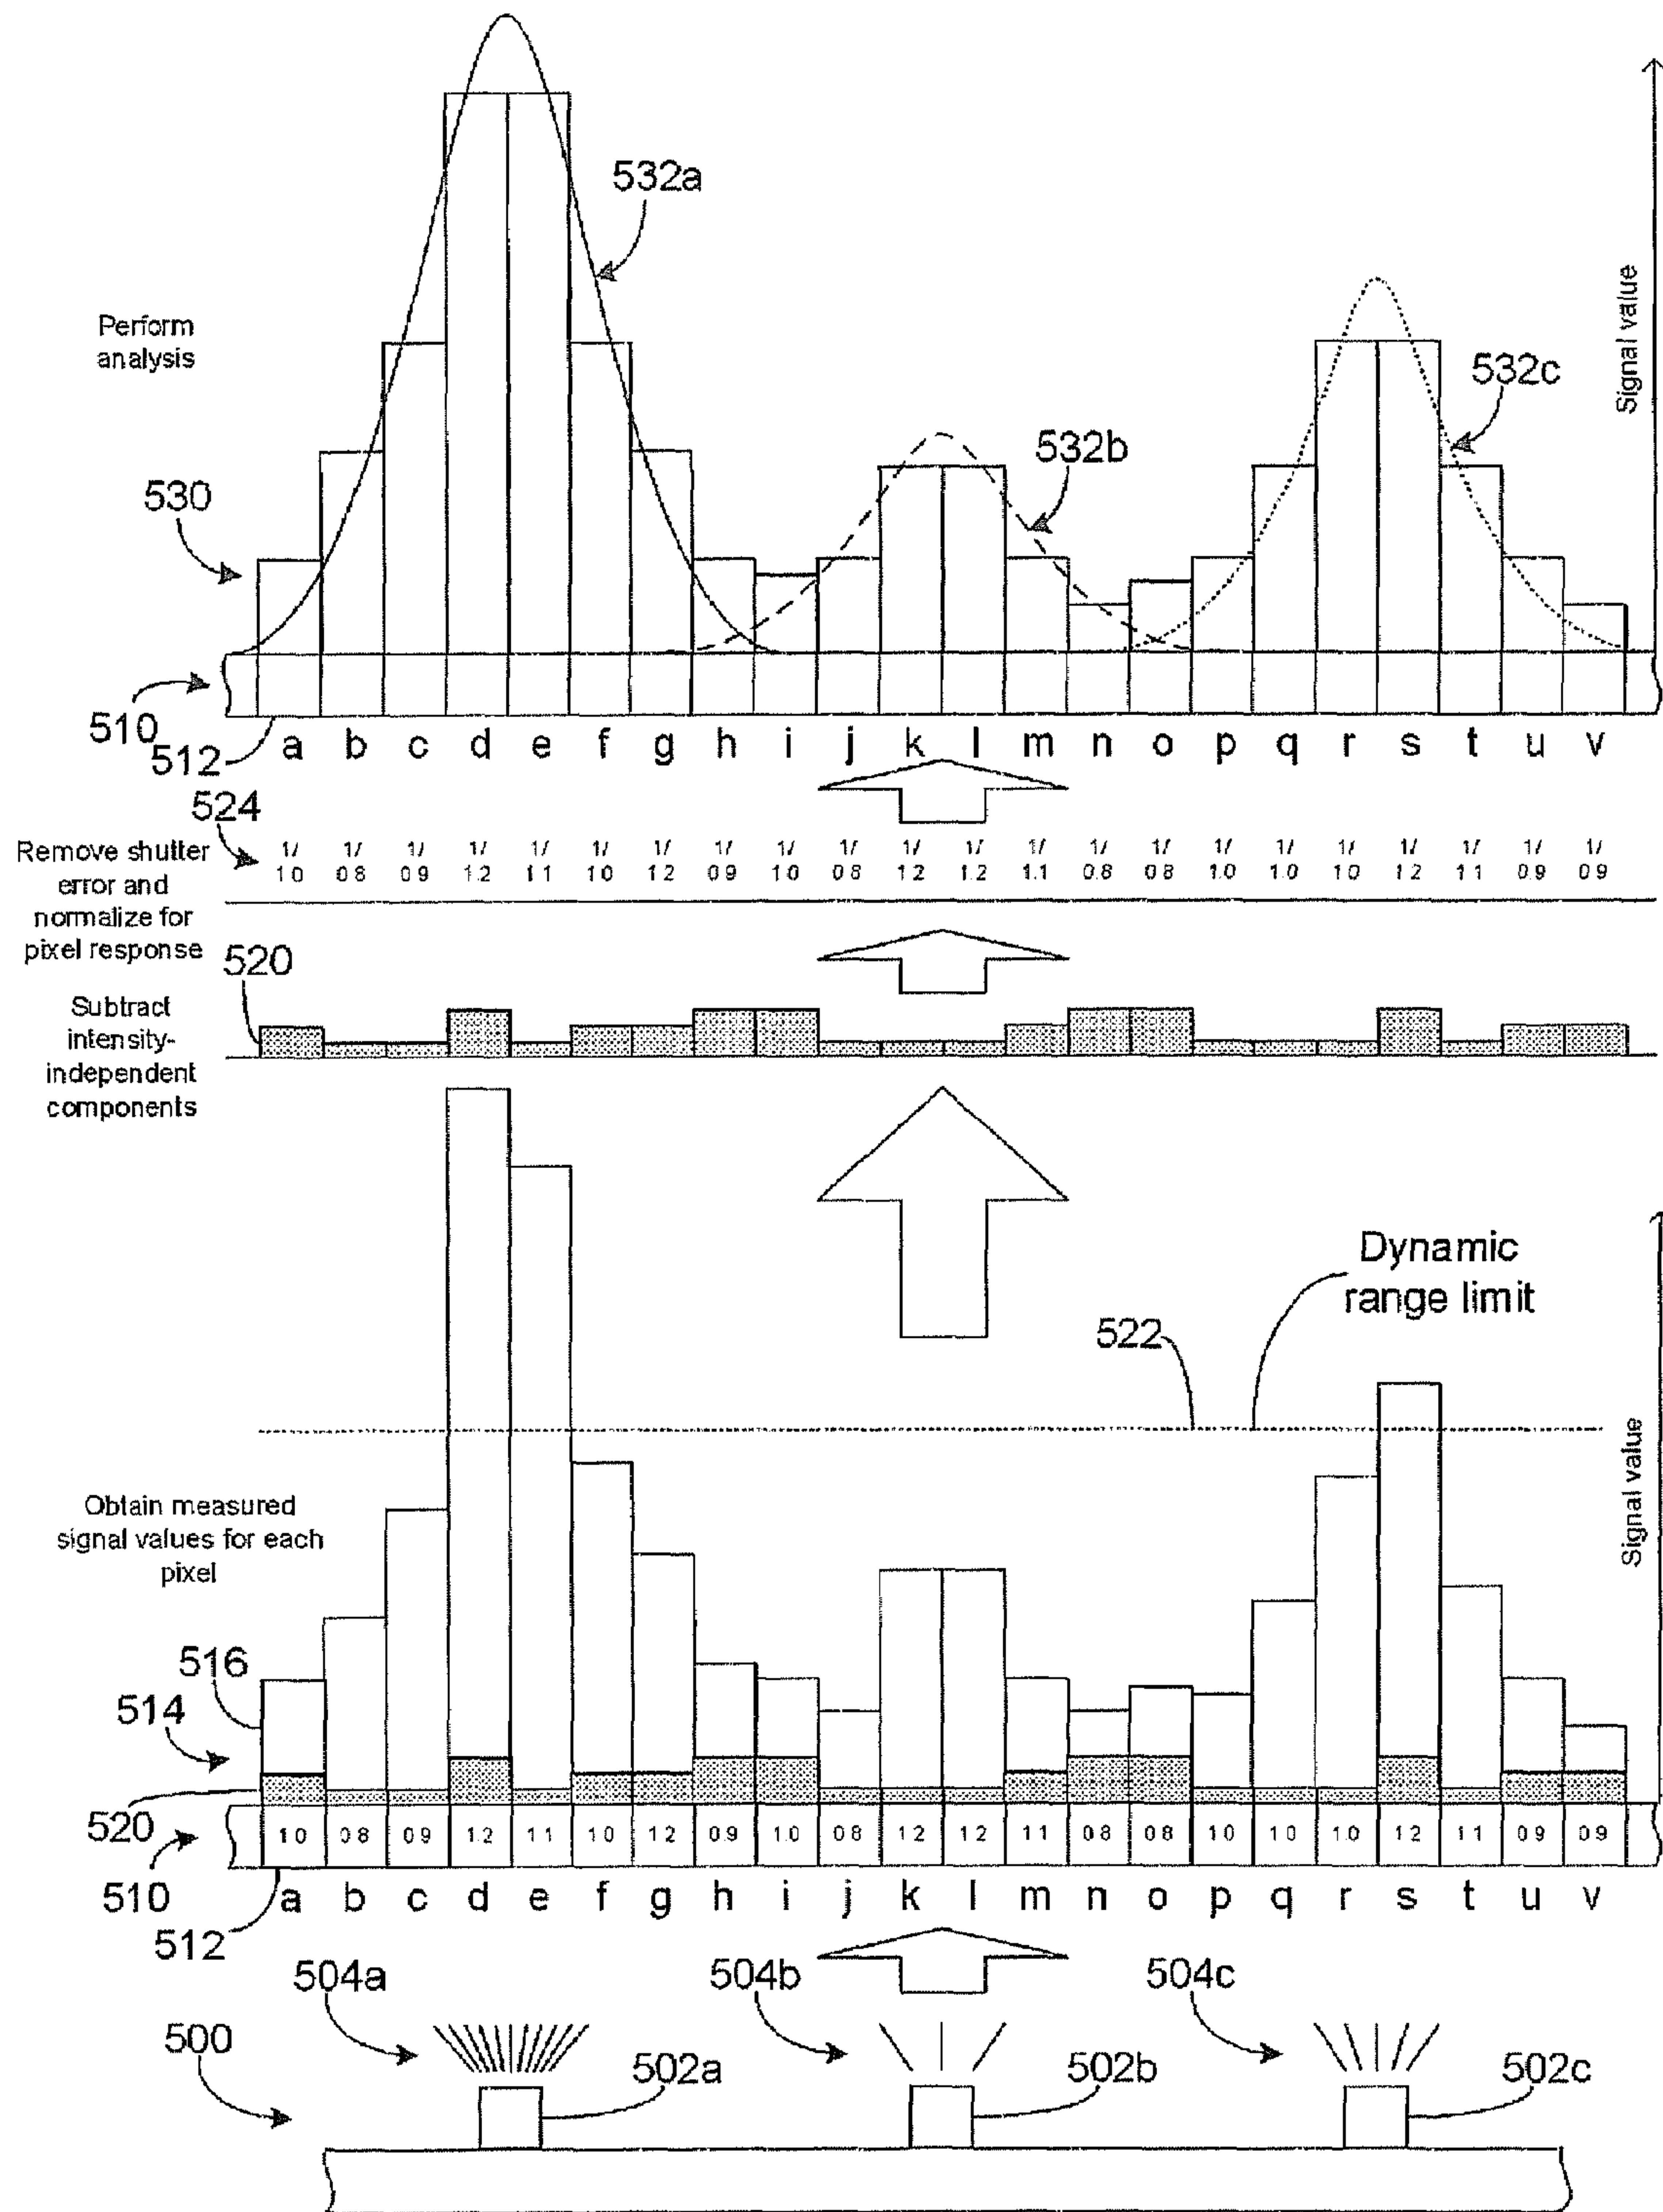 532a
Perform
analysis
Signal value
532c
532b
530
510
512
a b c d e f g h i j k l m n o p q r s t u v
524
Remove shutter
error and
normalize for
pixel response
1/ 1/ 1/ 1/ 1/ 1/ 1/ 1/ 1/ 1/ 1/ 1/ 1/ 1/ 1/ 1/ 1/ 1/ 1/ 1/ 1/ 1/
1.0 0.8 0.9 1.2 1.1 1.0 1.2 0.9 1.0 0.8 1.2 1.2 1.1 0.8 0.8 1.0 1.0 1.0 1.2 1.1 0.9 0.9
520
Subtract
intensity-
independent
components
Dynamic
range limit
522
Signal value
Obtain measured
signal values for each
pixel
516
514
520
1.0 0.8 0.9 1.2 1.1 1.0 1.2 0.9 1.0 0.8 1.2 1.2 1.1 0.8 0.8 1.0 1.0 1.0 1.2 1.1 0.9 0.9
510
a b c d e f g h i j k l m n o p q r s t u v
512
504a
504b
504c
500
502a
502b
502c